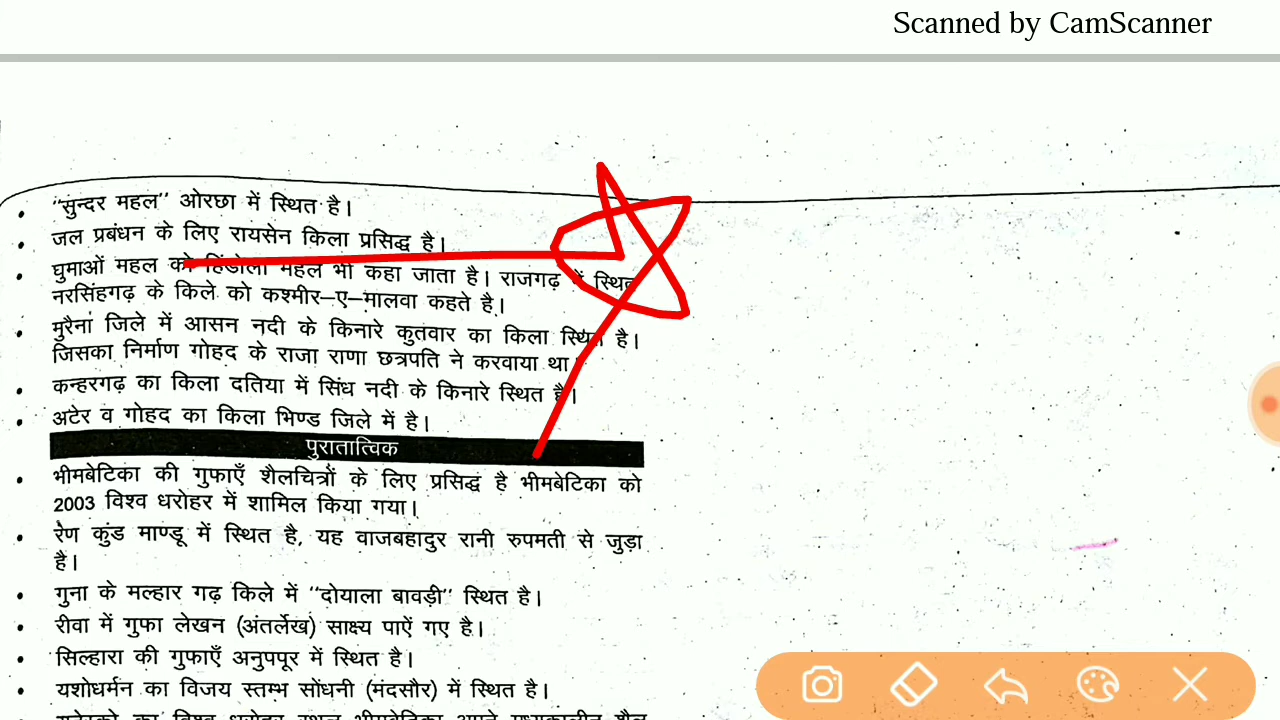 Scanned by CamScanner
"सुन्दर महल" ओरछा में स्थित है।
जल प्रबंधन के लिए रायसेन किला प्रसिद्ध है।
घुमाओं महल को हिंडोला महल भी कहा जाता है। राजगढ़ में स्थित
नरसिंहगढ़ के किले को कश्मीर–ए–मालवा कहते है।
मुरैना जिले में आसन नदी के किनारे कुतवार का किला स्थित है।
जिसका निर्माण गोहद के राजा राणा छत्रपति ने करवाया था।
कन्हरगढ़ का किला दतिया में सिंध नदी के किनारे स्थित है।
अटेर व गोहद का किला भिण्ड जिले में है।
पुरातात्विक
भीमबेटिका की गुफाएँ शैलचित्रों के लिए प्रसिद्ध है भीमबेटिका को
2003 विश्व धरोहर में शामिल किया गया।
रेण कुंड माण्डू में स्थित है, यह वाजबहादुर रानी रुपमती से जुड़ा
है।
गुना के मल्हार गढ़ किले में "दोयाला बावड़ी" स्थित है।
रीवा में गुफा लेखन (अंतर्लेख) साक्ष्य पाऐं गए है।
सिल्हारा की गुफाएँ अनुपपूर में स्थित है।
यशोधर्मन का विजय स्तम्भ सोंधनी (मंदसौर) में स्थित है।